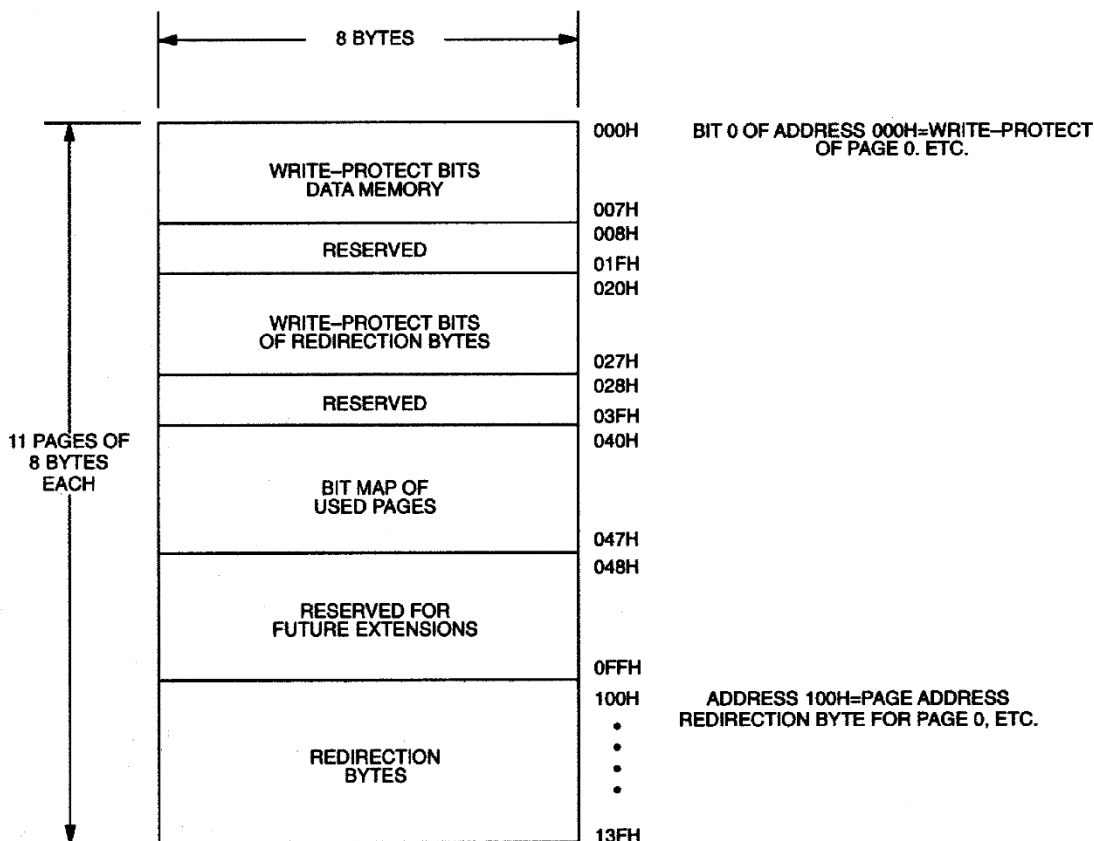 8 BYTES
000H
BIT 0 OF ADDRESS 000H=WRITE–PROTECT
OF PAGE 0. ETC.
WRITE–PROTECT BITS
DATA MEMORY
007H
008H
RESERVED
01FH
020H
WRITE–PROTECT BITS
OF REDIRECTION BYTES
027H
028H
RESERVED
03FH
11 PAGES OF
8 BYTES
EACH
040H
BIT MAP OF
USED PAGES
047H
048H
RESERVED FOR
FUTURE EXTENSIONS
0FFH
100H
ADDRESS 100H=PAGE ADDRESS
REDIRECTION BYTE FOR PAGE 0, ETC.
REDIRECTION
BYTES
13FH